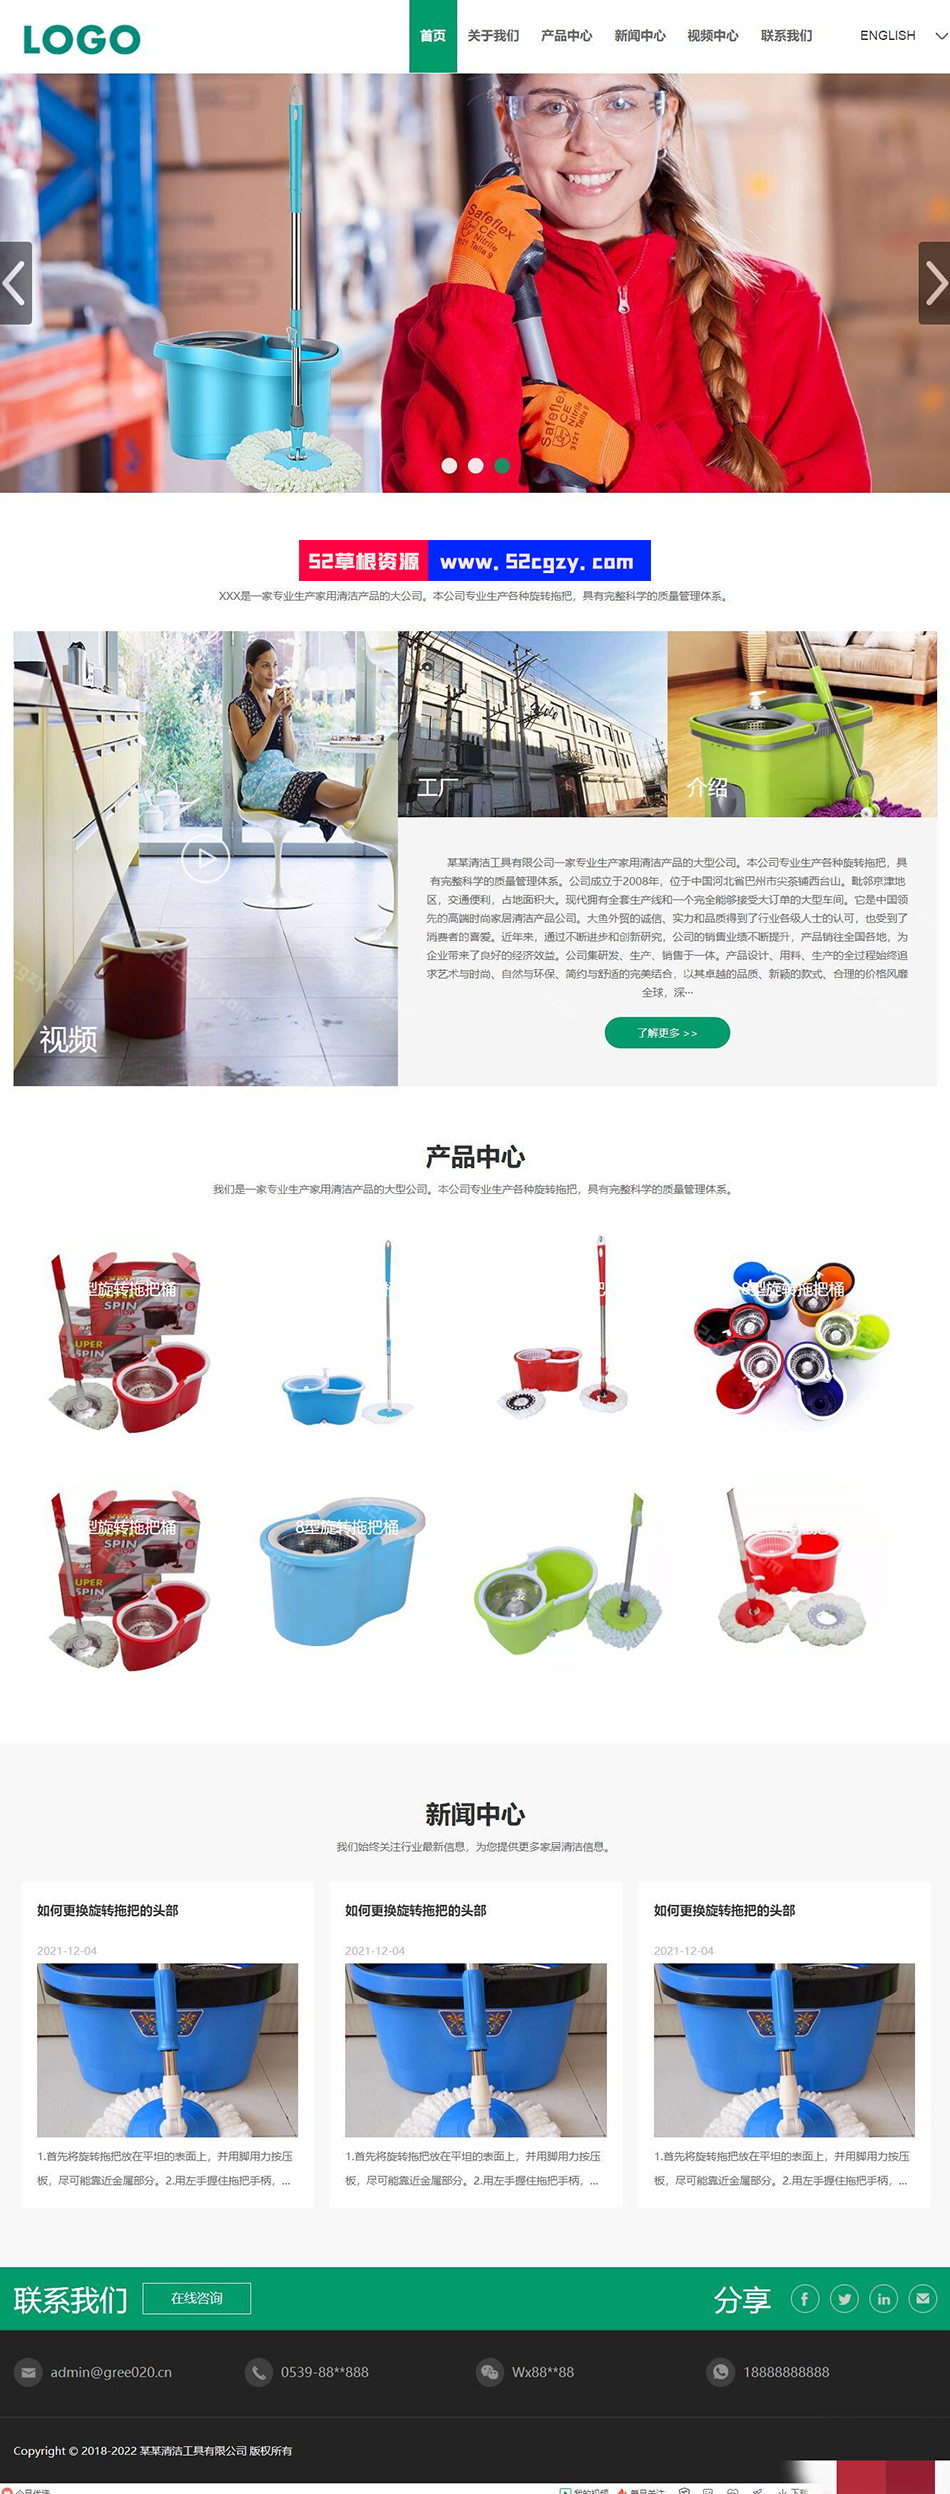 LOGO
首页 关于我们 产品中心 新闻中心 视频中心 联系我们 ENGLISH
Safeflex
CE
Nitrile
3121 Talla 9
Safeflex
CE
Nitrile
3121 Talla 9
52草根资源 www.52cgzy.com
XXX是一家专业生产家用清洁产品的大公司。本公司专业生产各种旋转拖把，具有完整科学的质量管理体系。
工厂
介绍
视频
某某清洁工具有限公司一家专业生产家用清洁产品的大型公司。本公司专业生产各种旋转拖把，具
有完整科学的质量管理体系。公司成立于2008年，位于中国河北省巴州市尖茶铺西台山。毗邻京津地
区，交通便利，占地面积大。现代拥有全套生产线和一个完全能够接受大订单的大型车间。它是中国领
先的高端时尚家居清洁产品公司。大鱼外贸的诚信、实力和品质得到了行业各级人士的认可，也受到了
消费者的喜爱。近年来，通过不断进步和创新研究，公司的销售业绩不断提升，产品销往全国各地，为
企业带来了良好的经济效益。公司集研发、生产、销售于一体。产品设计、用料、生产的全过程始终追
求艺术与时尚、自然与环保、简约与舒适的完美结合，以其卓越的品质、新颖的款式、合理的价格风靡
全球，深···
了解更多 >>
产品中心
我们是一家专业生产家用清洁产品的大型公司。本公司专业生产各种旋转拖把，具有完整科学的质量管理体系。
型旋转拖把桶
SPIN
UPER
SPIN
8型旋转拖把桶
型旋转拖把桶
SPIN
UPER
SPIN
8型旋转拖把桶
新闻中心
我们始终关注行业最新信息，为您提供更多家居清洁信息。
如何更换旋转拖把的头部 如何更换旋转拖把的头部 如何更换旋转拖把的头部
2021-12-04 2021-12-04 2021-12-04
1.首先将旋转拖把放在平坦的表面上，并用脚用力按压
板，尽可能靠近金属部分。2.用左手握住拖把手柄，...
1.首先将旋转拖把放在平坦的表面上，并用脚用力按压
板，尽可能靠近金属部分。2.用左手握住拖把手柄，...
1.首先将旋转拖把放在平坦的表面上，并用脚用力按压
板，尽可能靠近金属部分。2.用左手握住拖把手柄，...
联系我们 在线咨询 分享
admin@gree020.cn 0539-88**888 Wx88**88 18888888888
Copyright © 2018-2022 某某清洁工具有限公司 版权所有